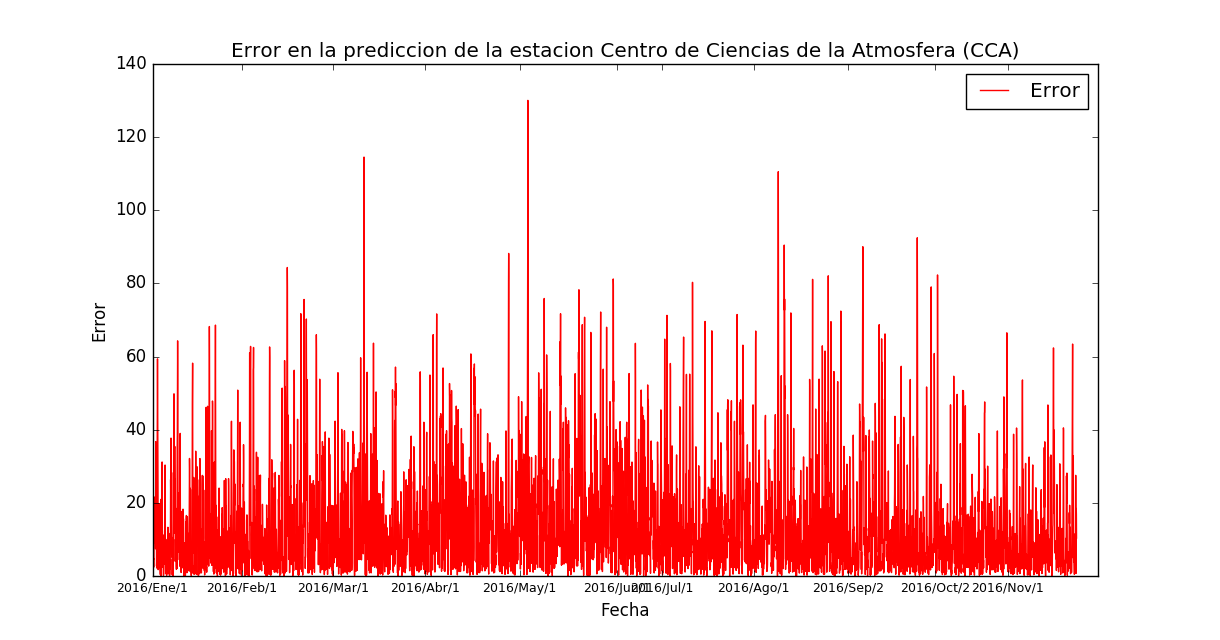 Error en la prediccion de la estacion Centro de Ciencias de la Atmosfera (CCA)
140
Error
120
100
80
60
40
20
0
Error
2016/Ene/1 2016/Feb/1 2016/Mar/1 2016/Abr/1 2016/May/1 2016/Jun/1 2016/Jul/1 2016/Ago/1 2016/Sep/2 2016/Oct/2 2016/Nov/1
Fecha